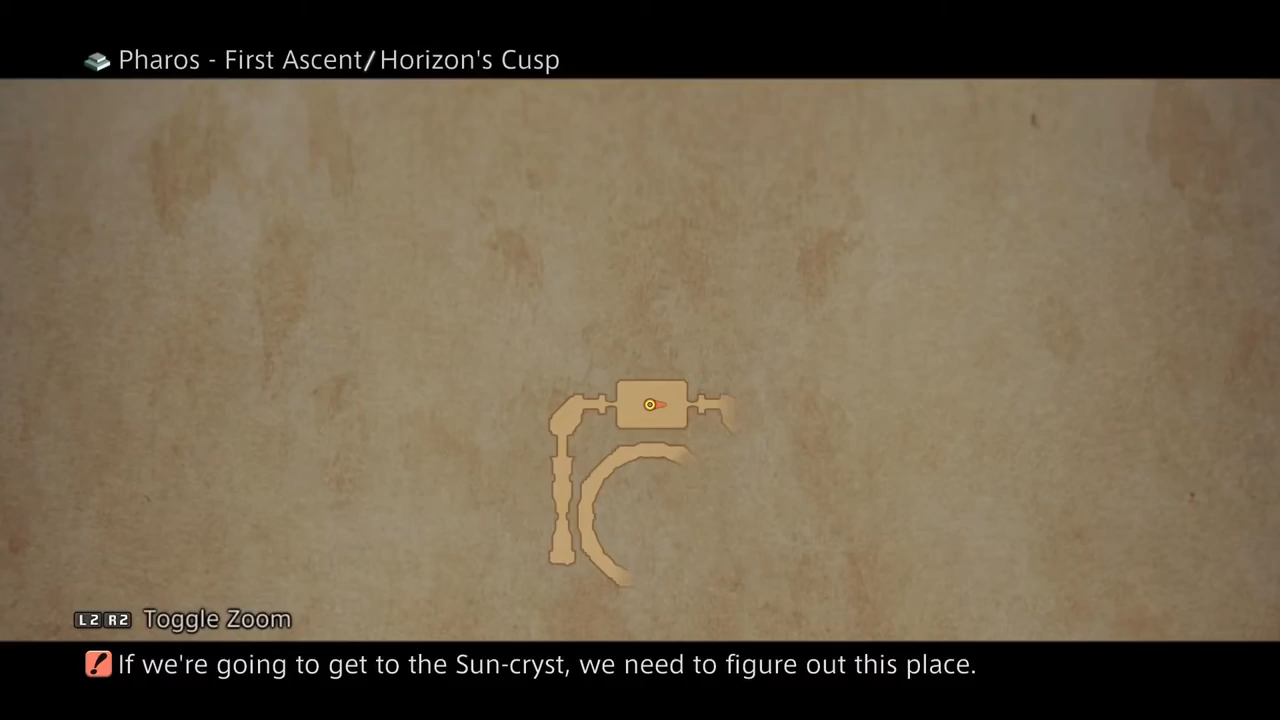 Pharos - First Ascent/Horizon's Cusp
L2 R2 Toggle Zoom
If we're going to get to the Sun-cryst, we need to figure out this place.